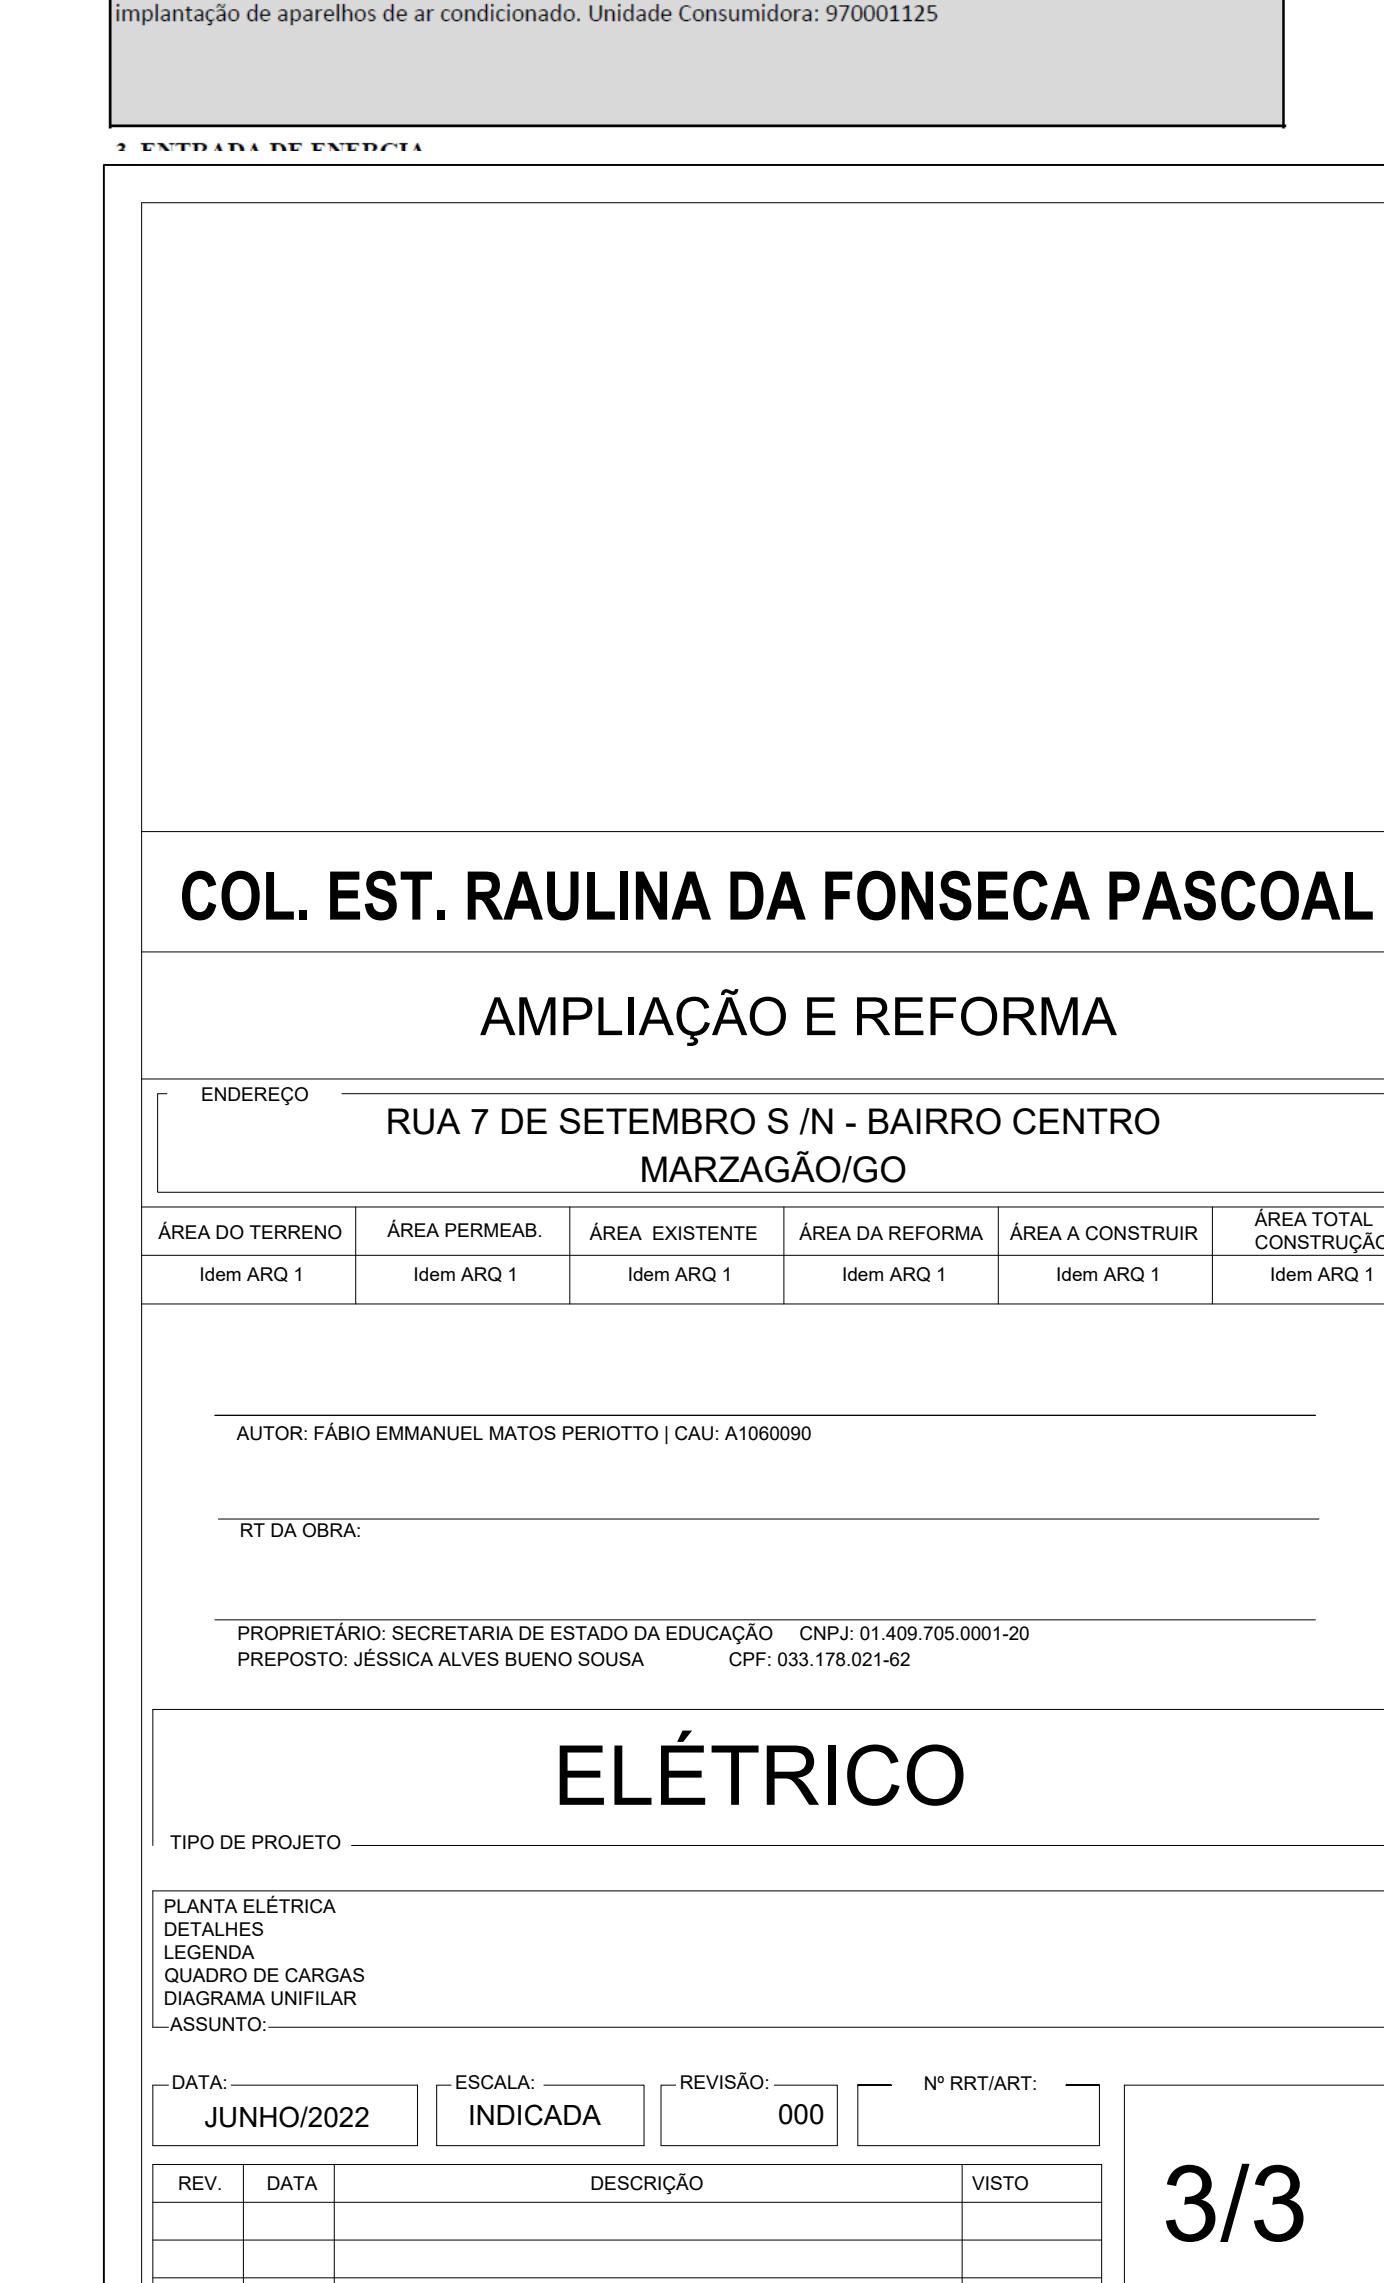 implantação de aparelhos de ar condicionado. Unidade Consumidora: 970001125
3. ENTRADA DE ENERGIA
COL. EST. RAULINA DA FONSECA PASCOAL
AMPLIAÇÃO E REFORMA
ENDEREÇO
RUA 7 DE SETEMBRO S /N - BAIRRO CENTRO
MARZAGÃO/GO
ÁREA DO TERRENO ÁREA PERMEAB. ÁREA EXISTENTE ÁREA DA REFORMA ÁREA A CONSTRUIR ÁREA TOTAL CONSTRUÇÃO
Idem ARQ 1 Idem ARQ 1 Idem ARQ 1 Idem ARQ 1 Idem ARQ 1 Idem ARQ 1
AUTOR: FÁBIO EMMANUEL MATOS PERIOTTO | CAU: A1060090
RT DA OBRA:
PROPRIETÁRIO: SECRETARIA DE ESTADO DA EDUCAÇÃO CNPJ: 01.409.705.0001-20
PREPOSTO: JÉSSICA ALVES BUENO SOUSA CPF: 033.178.021-62
ELÉTRICO
TIPO DE PROJETO
PLANTA ELÉTRICA
DETALHES
LEGENDA
QUADRO DE CARGAS
DIAGRAMA UNIFILAR
ASSUNTO:
DATA: ESCALA: REVISÃO: Nº RRT/ART:
JUNHO/2022 INDICADA 000
REV. DATA DESCRIÇÃO VISTO
3/3